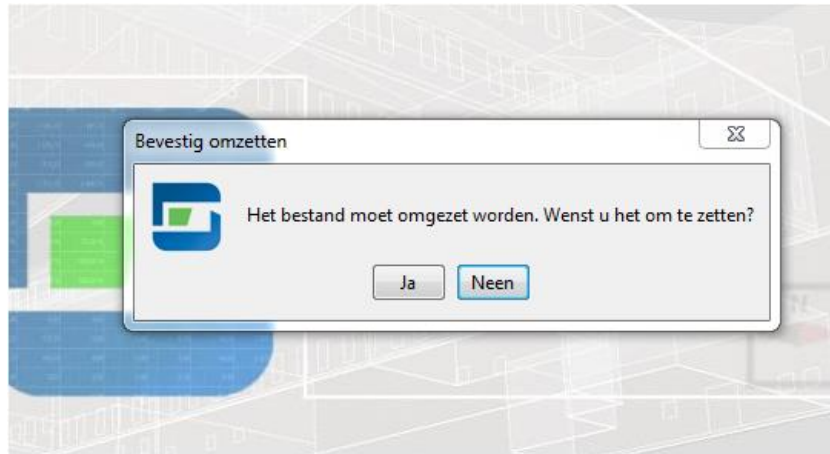 Bevestig omzetten
Het bestand moet omgezet worden. Wenst u het om te zetten?
Ja
Neen